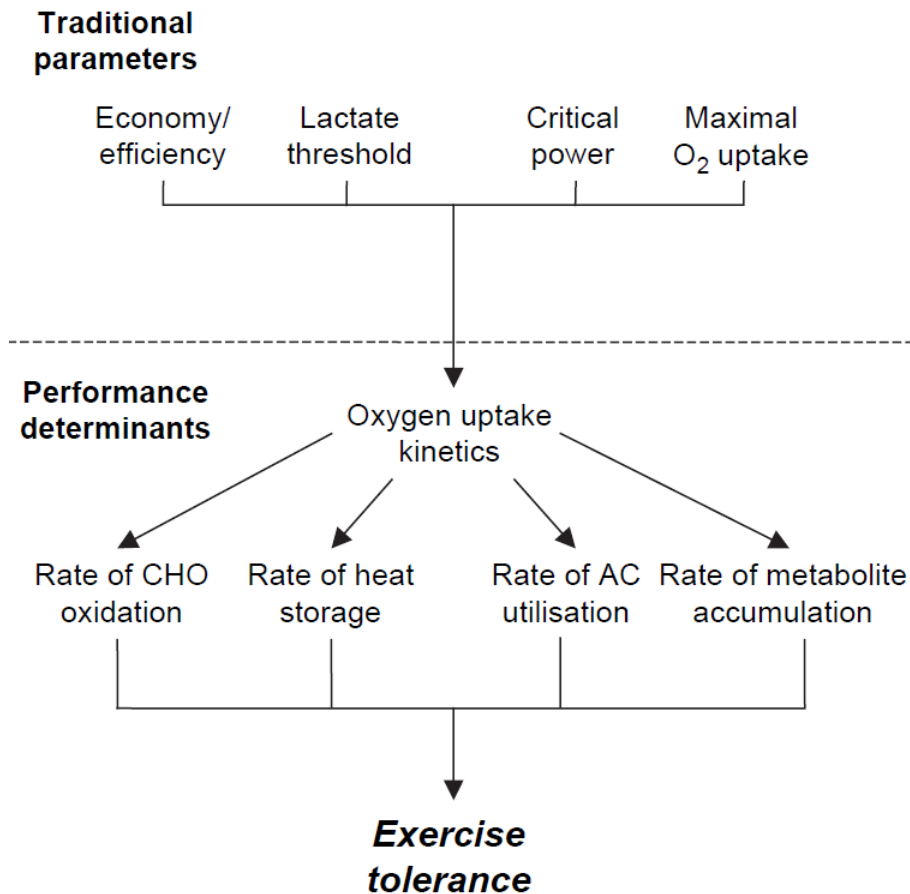 Traditional
parameters
Economy/
efficiency
Lactate
threshold
Critical
power
Maximal
O₂ uptake
Performance
determinants
Oxygen uptake
kinetics
Rate of CHO
oxidation
Rate of heat
storage
Rate of AC
utilisation
Rate of metabolite
accumulation
Exercise
tolerance